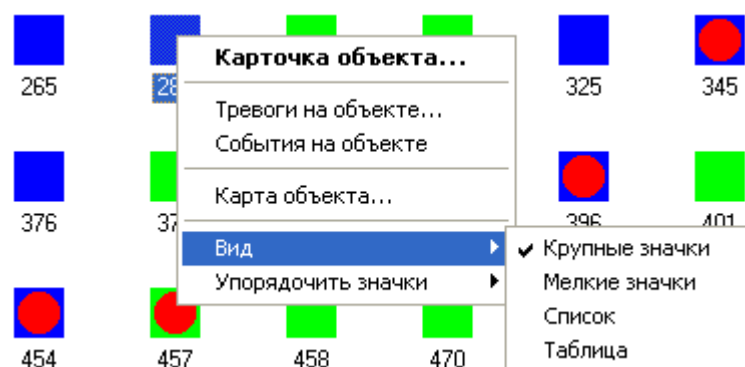 265
325
345
Карточка объекта...
Тревоги на объекте...
События на объекте
Карта объекта...
376
396
401
Вид
Упорядочить значки
Крупные значки
Мелкие значки
Список
Таблица
454
457
458
470